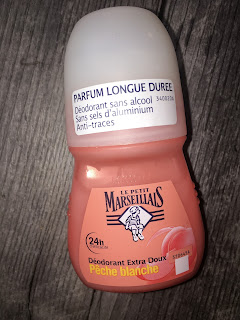 PARFUM LONGUE DURÉE
Déodorant sans alcool
Sans sels d'aluminium
Anti-traces
LE PETIT
MARSEILLAIS
24h
Déodorant Extra Doux
Pêche blanche